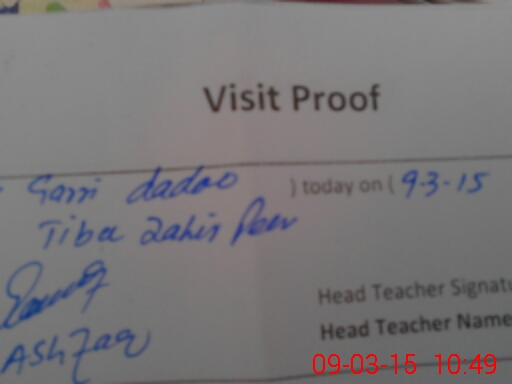 Visit Proof
Garri dadoo ) today on ( 9-3-15
Tiba Zahir Peer
Head Teacher Signatu
Head Teacher Name
Ashfaq
09-03-15 10:49